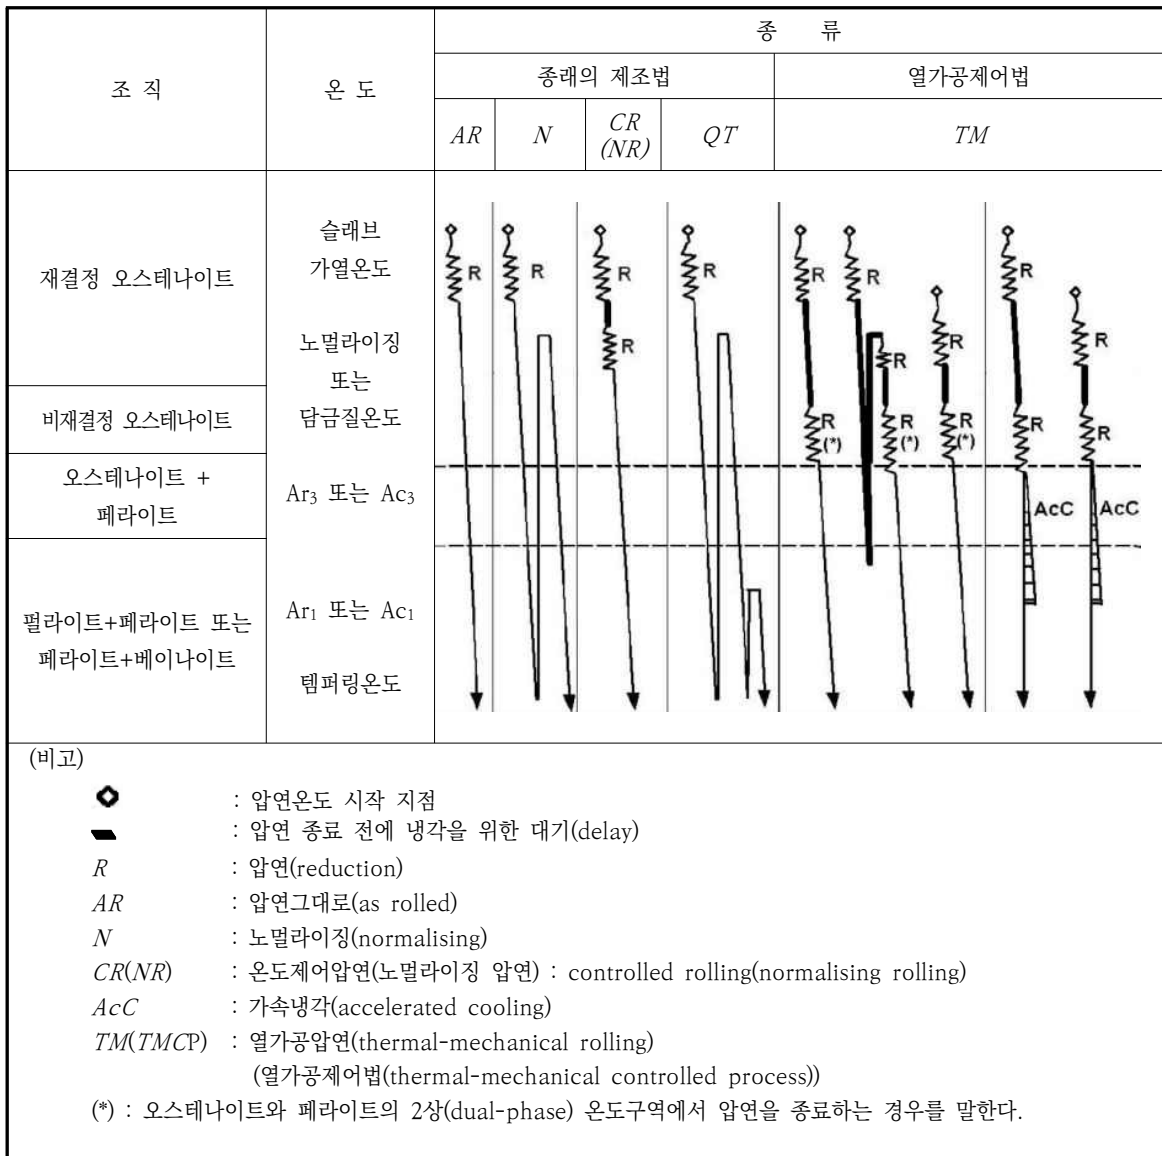 조 직
온 도
종 류
종래의 제조법
열가공제어법
AR
N
CR
(NR)
QT
TM
재결정 오스테나이트
비재결정 오스테나이트
오스테나이트 +
페라이트
펄라이트+페라이트 또는
페라이트+베이나이트
슬래브
가열온도
노멀라이징
또는
담금질온도
Ar₃ 또는 Ac₃
Ar₁ 또는 Ac₁
템퍼링온도
R
R
R
R
R
R
R
(*)
R
R
R
(*)
R
(*)
R
R
R
R
AcC
AcC
(비고)
: 압연온도 시작 지점
: 압연 종료 전에 냉각을 위한 대기(delay)
R : 압연(reduction)
AR : 압연그대로(as rolled)
N : 노멀라이징(normalising)
CR(NR) : 온도제어압연(노멀라이징 압연) : controlled rolling(normalising rolling)
AcC : 가속냉각(accelerated cooling)
TM(TMCP) : 열가공압연(thermal-mechanical rolling)
(열가공제어법(thermal-mechanical controlled process))
(*) : 오스테나이트와 페라이트의 2상(dual-phase) 온도구역에서 압연을 종료하는 경우를 말한다.